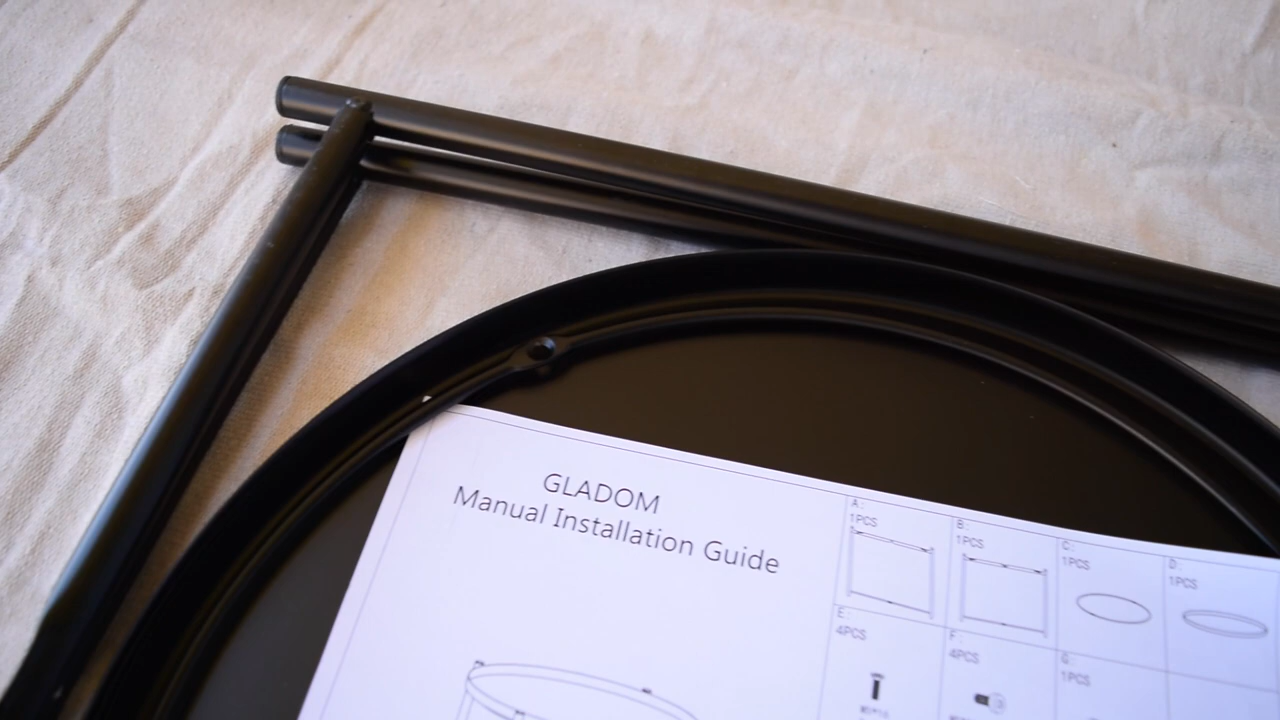 GLADOM
Manual Installation Guide
A:
1PCS
B:
1PCS
C:
1PCS
D:
1PCS
E:
4PCS
F:
4PCS
G:
1PCS